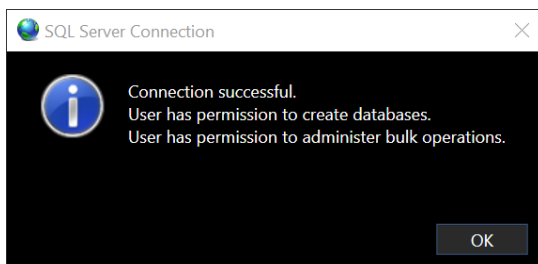 SQL Server Connection
Connection successful.
User has permission to create databases.
User has permission to administer bulk operations.
OK